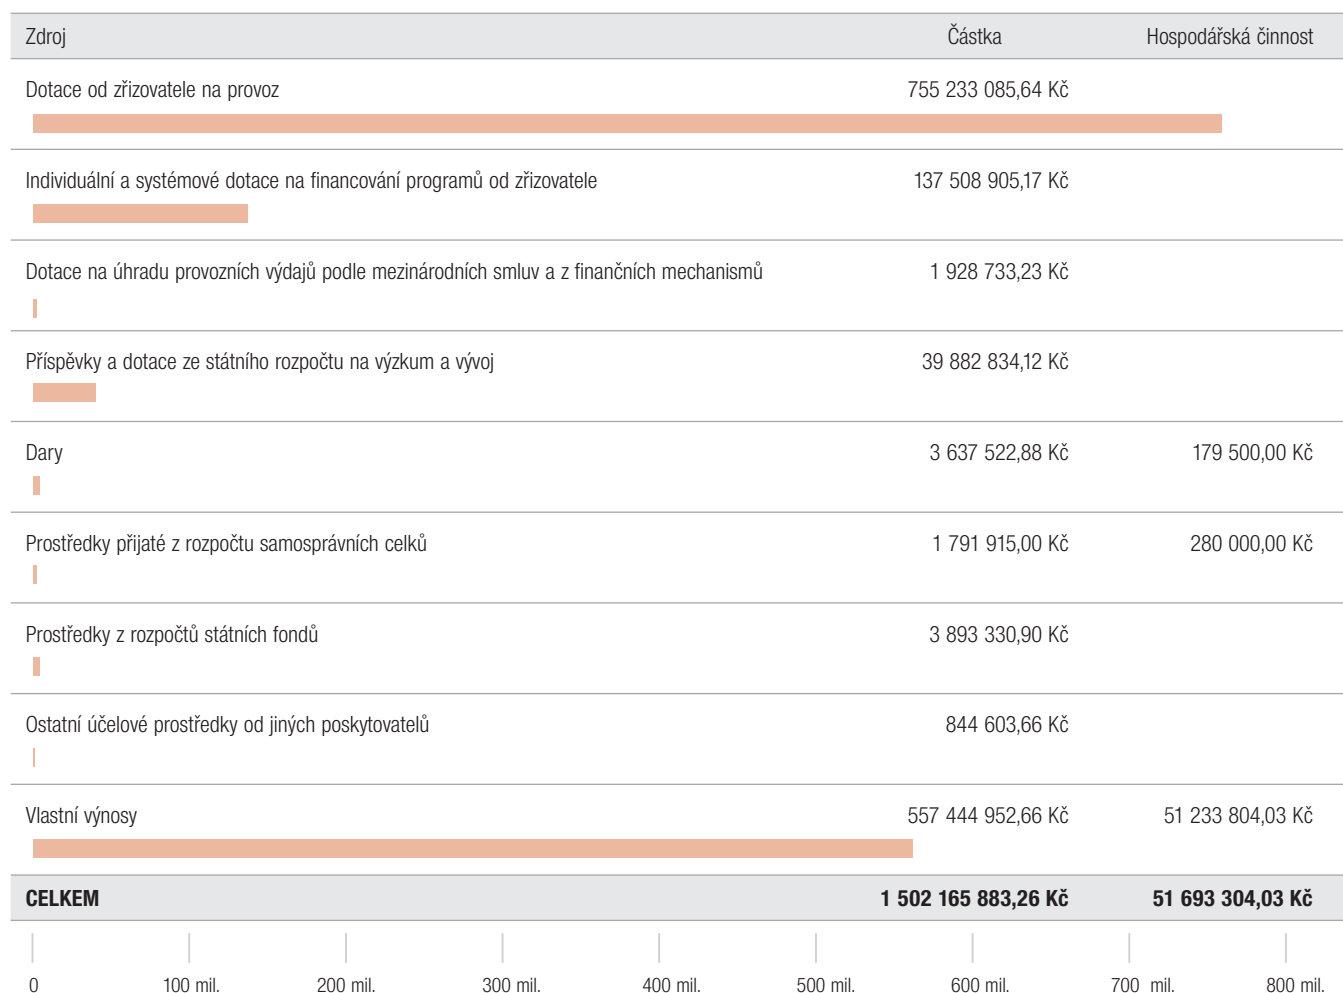 Zdroj Částka Hospodářská činnost
Dotace od zřizovatele na provoz 755 233 085,64 Kč
Individuální a systémové dotace na financování programů od zřizovatele 137 508 905,17 Kč
Dotace na úhradu provozních výdajů podle mezinárodních smluv a z finančních mechanismů 1 928 733,23 Kč
Příspěvky a dotace ze státního rozpočtu na výzkum a vývoj 39 882 834,12 Kč
Dary 3 637 522,88 Kč 179 500,00 Kč
Prostředky přijaté z rozpočtu samosprávních celků 1 791 915,00 Kč 280 000,00 Kč
Prostředky z rozpočtů státních fondů 3 893 330,90 Kč
Ostatní účelové prostředky od jiných poskytovatelů 844 603,66 Kč
Vlastní výnosy 557 444 952,66 Kč 51 233 804,03 Kč
CELKEM 1 502 165 883,26 Kč 51 693 304,03 Kč
0 100 mil. 200 mil. 300 mil. 400 mil. 500 mil. 600 mil. 700 mil. 800 mil.